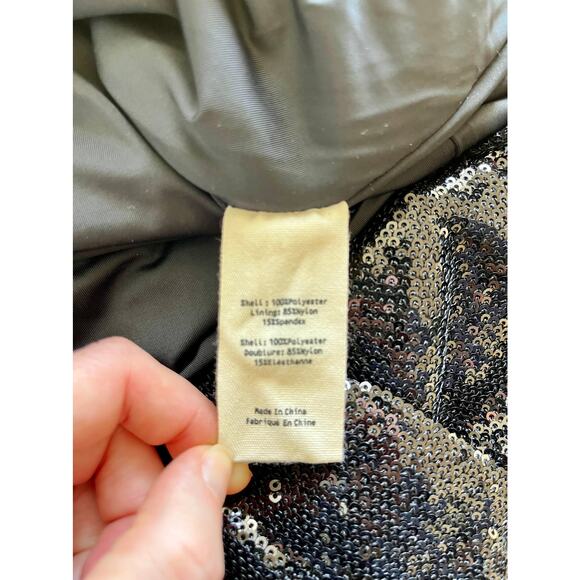 Shell: 100%Polyester
Lining: 85%Nylon
15%Spandex
Shell: 100%Polyester
Doublure: 85%Nylon
15%Elasthanne
Made In China
Fabrique En Chine